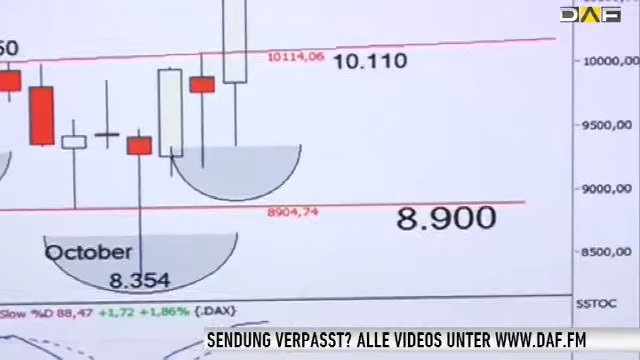 DAF
50
10114,06
10.110
10000,00
9500,00
9000,00
8904,74
8.900
8500,00
October
8.354
SSTOC
Slow %D 88,47 +1,72 +1,86% {.DAX}
SENDUNG VERPASST? ALLE VIDEOS UNTER WWW.DAF.FM